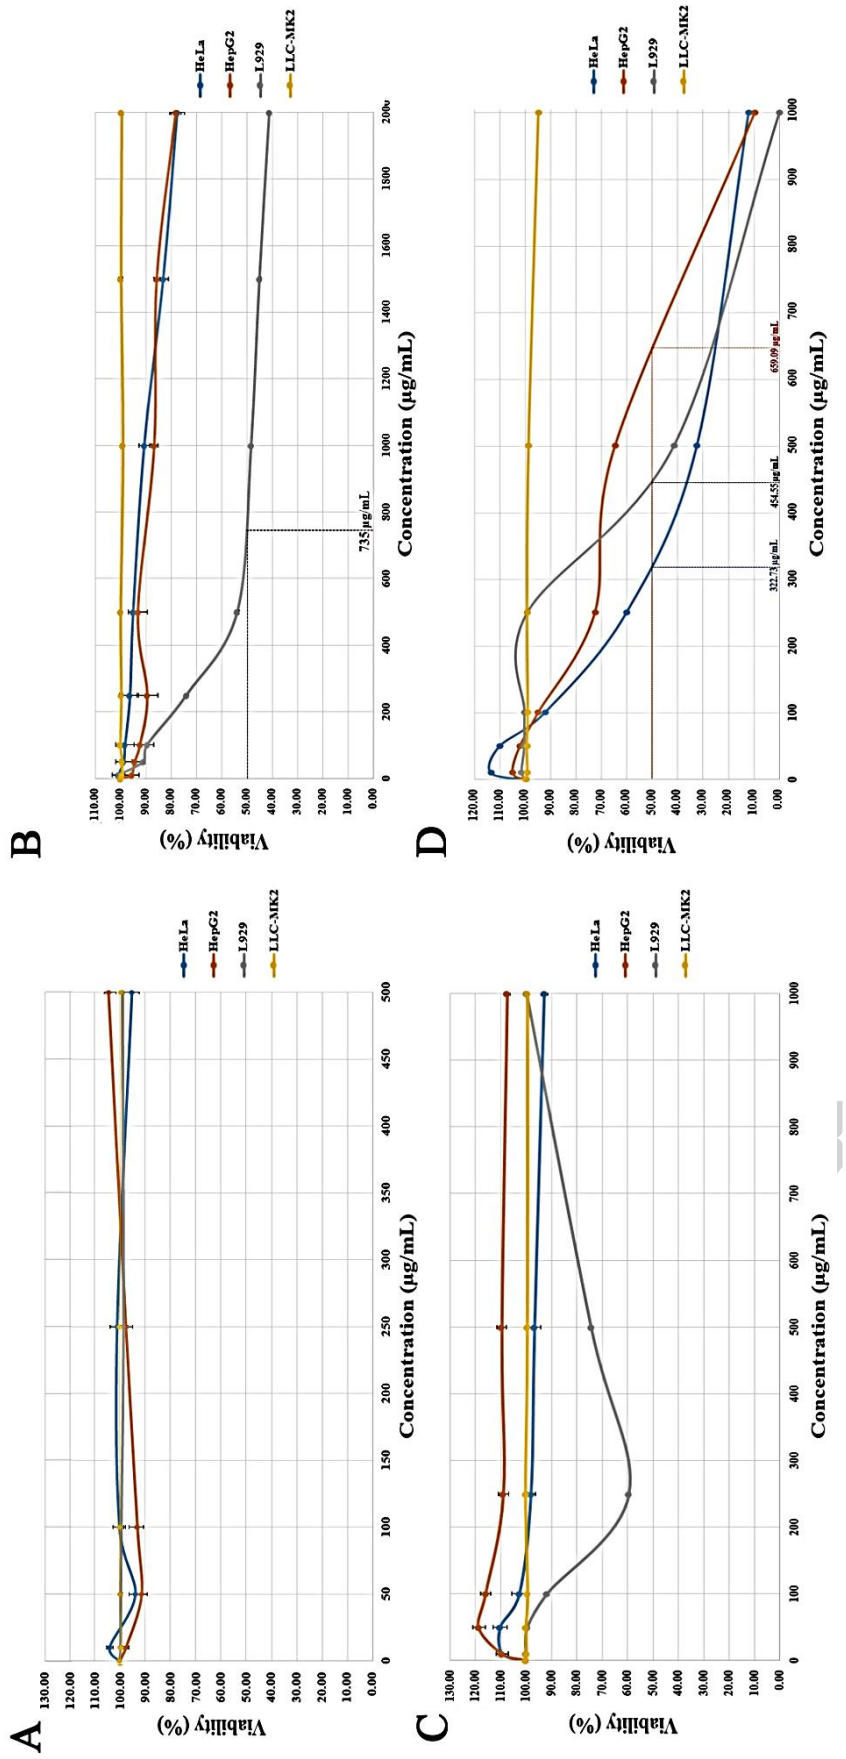 A
130.00
120.00
110.00
100.00
90.00
80.00
70.00
60.00
50.00
40.00
30.00
20.00
10.00
0.00
Viability (%)
0 50 100 150 200 250 300 350 400 450 500
Concentration (µg/mL)
HeLa
HepG2
L929
LLC-MK2
B
110.00
100.00
90.00
80.00
70.00
60.00
50.00
40.00
30.00
20.00
10.00
0.00
Viability (%)
735 µg/mL
0 200 400 600 800 1000 1200 1400 1600 1800 2000
Concentration (µg/mL)
HeLa
HepG2
L929
LLC-MK2
C
130.00
120.00
110.00
100.00
90.00
80.00
70.00
60.00
50.00
40.00
30.00
20.00
10.00
0.00
Viability (%)
0 100 200 300 400 500 600 700 800 900 1000
Concentration (µg/mL)
HeLa
HepG2
L929
LLC-MK2
D
120.00
110.00
100.00
90.00
80.00
70.00
60.00
50.00
40.00
30.00
20.00
10.00
0.00
Viability (%)
322.73 µg/mL 454.55 µg/mL 659.09 µg/mL
0 100 200 300 400 500 600 700 800 900 1000
Concentration (µg/mL)
HeLa
HepG2
L929
LLC-MK2